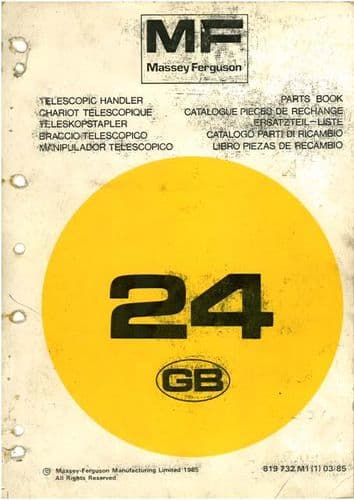 MF
Massey Ferguson
TELESCOPIC HANDLER
CHARIOT TELESCOPIQUE
TELESKOPSTAPLER
BRACCIO TELESCOPICO
MANIPULADOR TELESCOPICO
PARTS BOOK
CATALOGUE PIECES DE RECHANGE
ERSATZTEIL-LISTE
CATALOGO PARTI DI RICAMBIO
LIBRO PIEZAS DE RECAMBIO
24
GB
© Massey-Ferguson Manufacturing Limited 1985
All Rights Reserved
819 732 M1 (1) 03/85